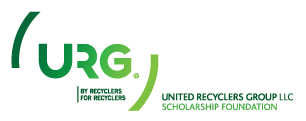 URG®
BY RECYCLERS
FOR RECYCLERS
UNITED RECYCLERS GROUP LLC
SCHOLARSHIP FOUNDATION